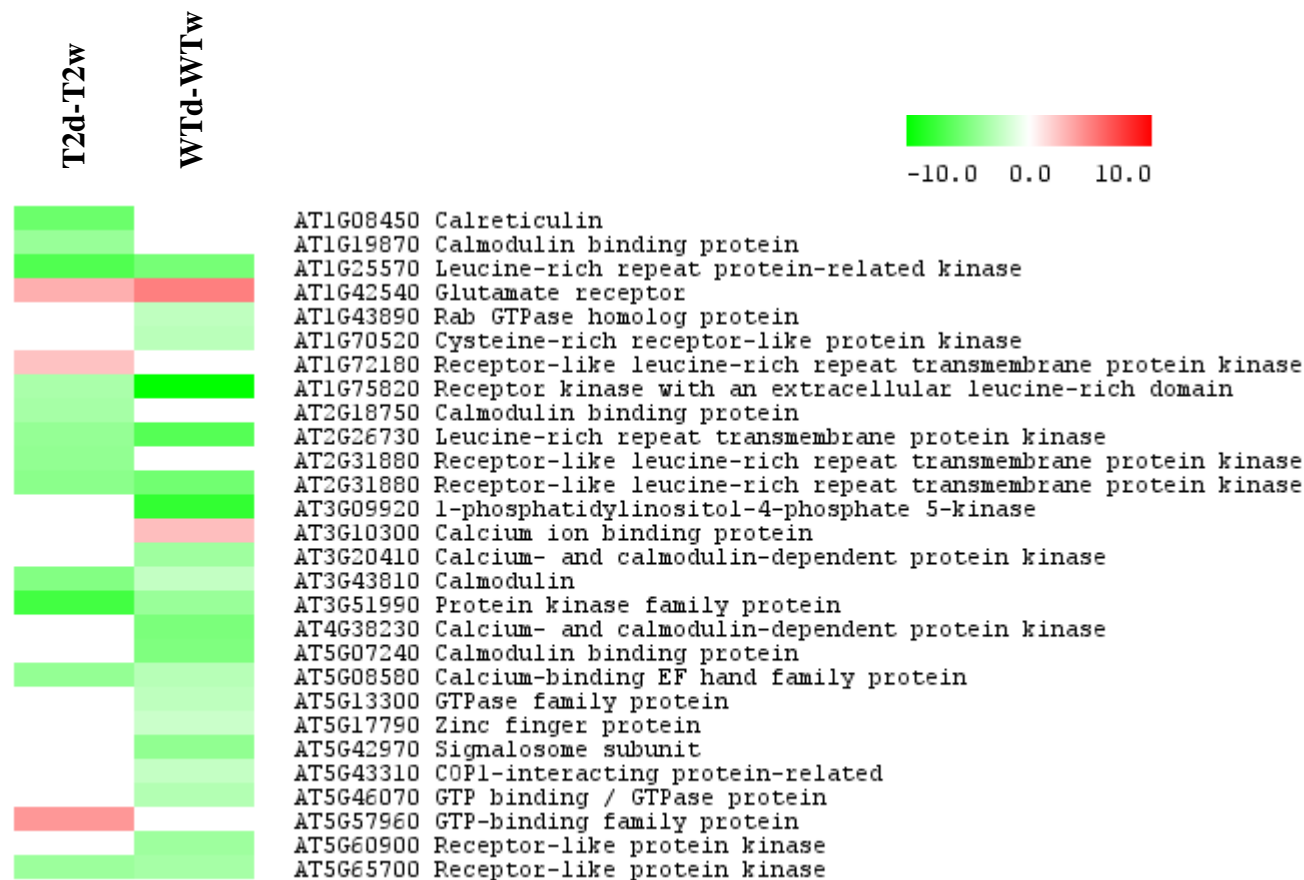 T2d-T2w
WTd-WTw
-10.0 0.0 10.0
AT1G08450 Calreticulin
AT1G19870 Calmodulin binding protein
AT1G25570 Leucine-rich repeat protein-related kinase
AT1G42540 Glutamate receptor
AT1G43890 Rab GTPase homolog protein
AT1G70520 Cysteine-rich receptor-like protein kinase
AT1G72180 Receptor-like leucine-rich repeat transmembrane protein kinase
AT1G75820 Receptor kinase with an extracellular leucine-rich domain
AT2G18750 Calmodulin binding protein
AT2G26730 Leucine-rich repeat transmembrane protein kinase
AT2G31880 Receptor-like leucine-rich repeat transmembrane protein kinase
AT2G31880 Receptor-like leucine-rich repeat transmembrane protein kinase
AT3G09920 1-phosphatidylinositol-4-phosphate 5-kinase
AT3G10300 Calcium ion binding protein
AT3G20410 Calcium- and calmodulin-dependent protein kinase
AT3G43810 Calmodulin
AT3G51990 Protein kinase family protein
AT4G38230 Calcium- and calmodulin-dependent protein kinase
AT5G07240 Calmodulin binding protein
AT5G08580 Calcium-binding EF hand family protein
AT5G13300 GTPase family protein
AT5G17790 Zinc finger protein
AT5G42970 Signalosome subunit
AT5G43310 COP1-interacting protein-related
AT5G46070 GTP binding / GTPase protein
AT5G57960 GTP-binding family protein
AT5G60900 Receptor-like protein kinase
AT5G65700 Receptor-like protein kinase